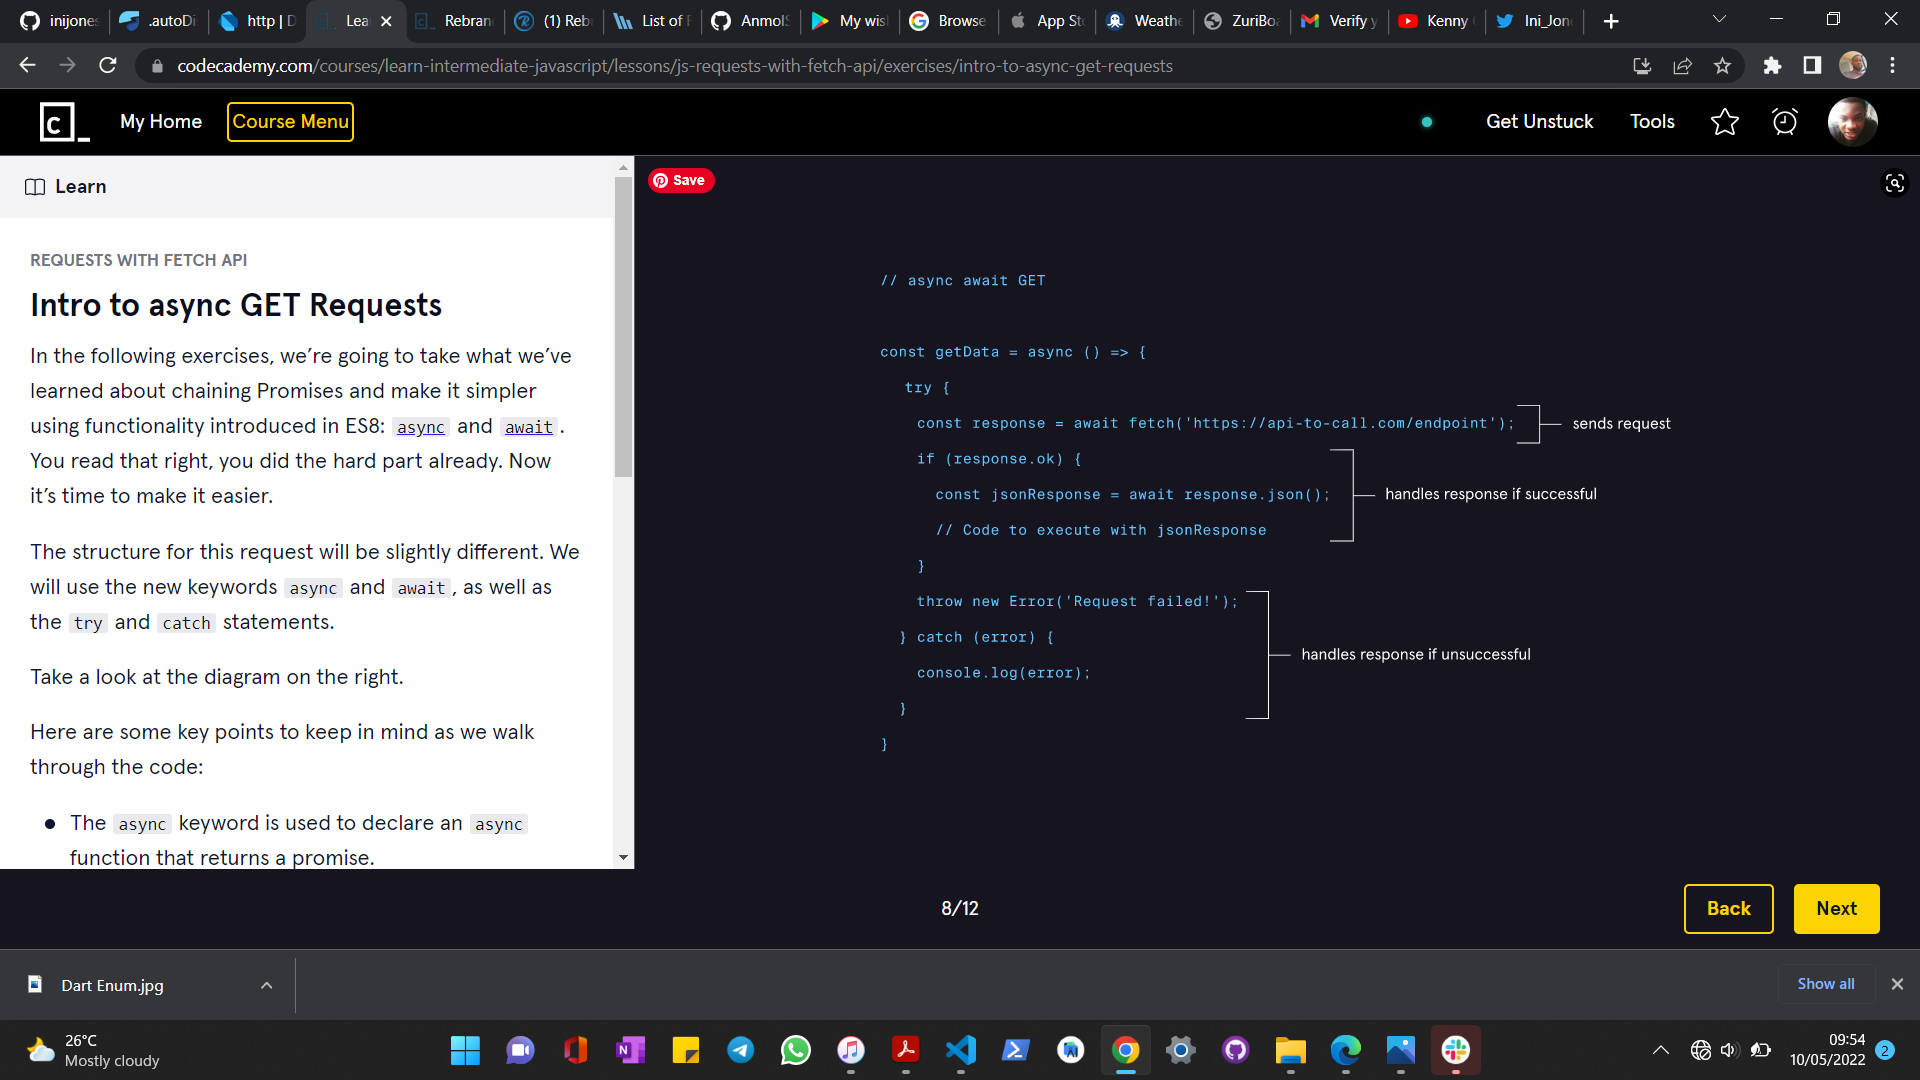 inijones
.autoDi
http | D
Lea
Rebran
(1) Reb
List of F
AnmolS
My wis
Browse
App Sto
Weathe
ZuriBoa
Verify y
Kenny
Ini_Jon
codecademy.com/courses/learn-intermediate-javascript/lessons/js-requests-with-fetch-api/exercises/intro-to-async-get-requests
My Home
Course Menu
Get Unstuck
Tools
Learn
Save
REQUESTS WITH FETCH API
Intro to async GET Requests
In the following exercises, we’re going to take what we’ve
learned about chaining Promises and make it simpler
using functionality introduced in ES8: async and await.
You read that right, you did the hard part already. Now
it’s time to make it easier.
The structure for this request will be slightly different. We
will use the new keywords async and await, as well as
the try and catch statements.
Take a look at the diagram on the right.
Here are some key points to keep in mind as we walk
through the code:
The async keyword is used to declare an async
function that returns a promise.
// async await GET
const getData = async () => {
try {
const response = await fetch('https://api-to-call.com/endpoint'); sends request
if (response.ok) {
const jsonResponse = await response.json(); handles response if successful
// Code to execute with jsonResponse
}
throw new Error('Request failed!');
} catch (error) {
handles response if unsuccessful
console.log(error);
}
}
8/12
Back
Next
Dart Enum.jpg
Show all
26°C
Mostly cloudy
09:54
10/05/2022
2